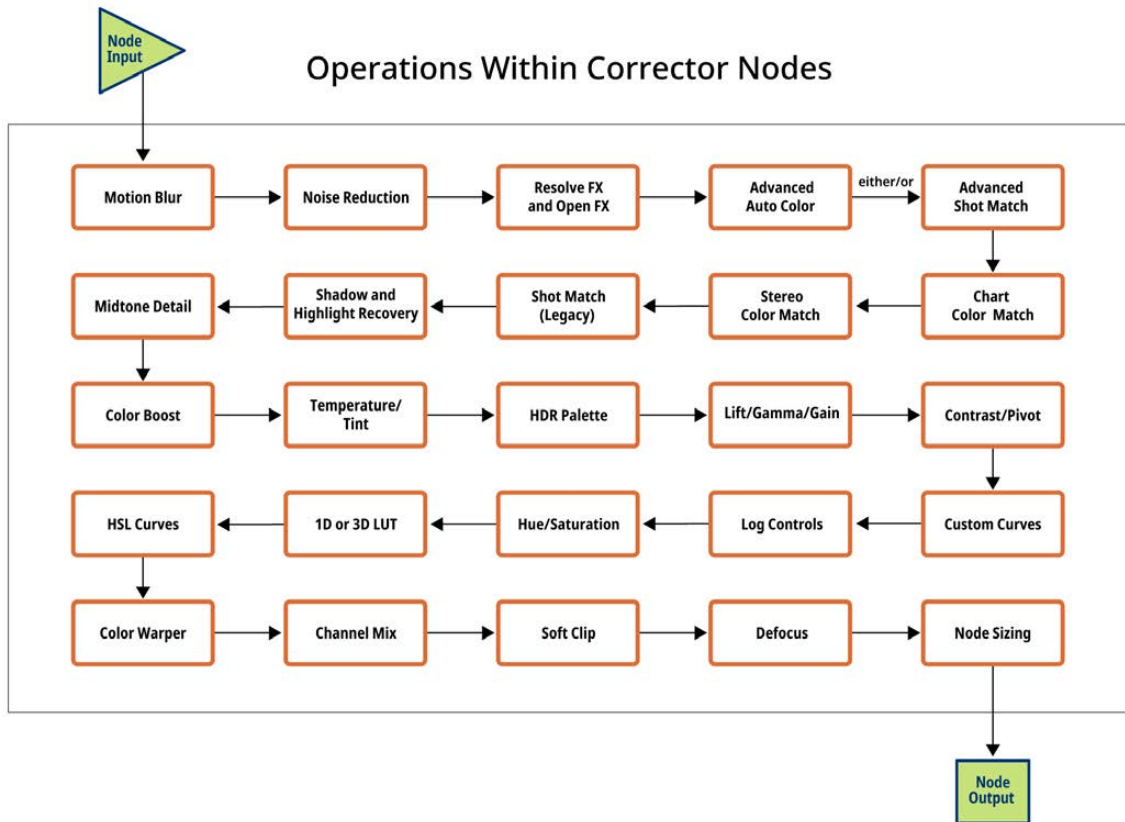 Node
Input
Operations Within Corrector Nodes
Motion Blur
Noise Reduction
Resolve FX
and Open FX
Advanced
Auto Color
either/or
Advanced
Shot Match
Midtone Detail
Shadow and
Highlight Recovery
Shot Match
(Legacy)
Stereo
Color Match
Chart
Color Match
Color Boost
Temperature/
Tint
HDR Palette
Lift/Gamma/Gain
Contrast/Pivot
HSL Curves
1D or 3D LUT
Hue/Saturation
Log Controls
Custom Curves
Color Warper
Channel Mix
Soft Clip
Defocus
Node Sizing
Node
Output